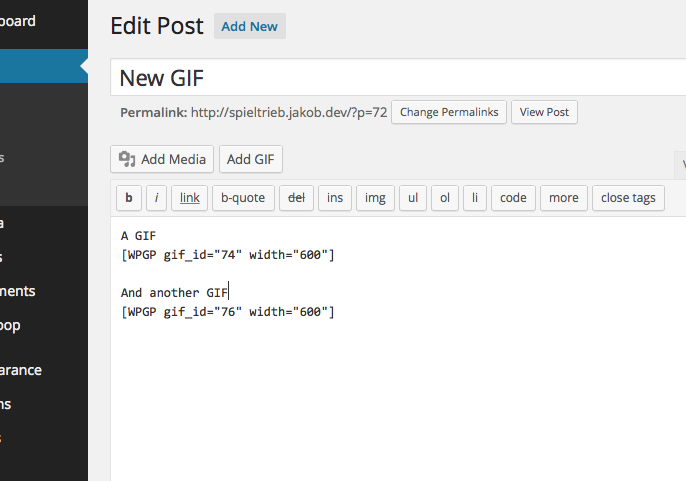 board
Edit Post Add New
New GIF
Permalink: http://spieltrieb.jakob.dev/?p=72 Change Permalinks View Post
s
Add Media Add GIF
b i link b-quote del ins img ul ol li code more close tags
a
A GIF
s
[WPGP gif_id="74" width="600"]
ments
And another GIF
[WPGP gif_id="76" width="600"]
oop
arance
ns
s